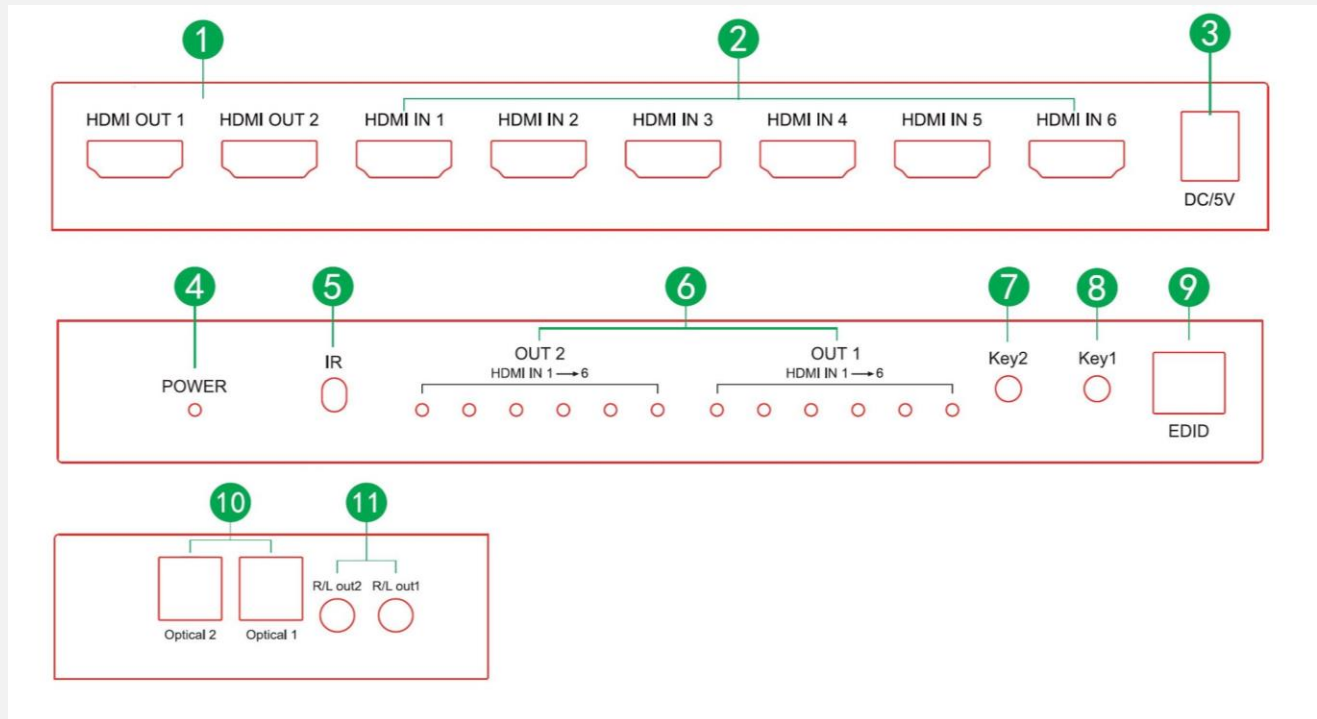 1 2 3
HDMI OUT 1 HDMI OUT 2 HDMI IN 1 HDMI IN 2 HDMI IN 3 HDMI IN 4 HDMI IN 5 HDMI IN 6
DC/5V
4 5 6 7 8 9
POWER
IR
OUT 2
HDMI IN 1→6
OUT 1
HDMI IN 1→6
Key2 Key1
EDID
10 11
R/L out2 R/L out1
Optical 2 Optical 1